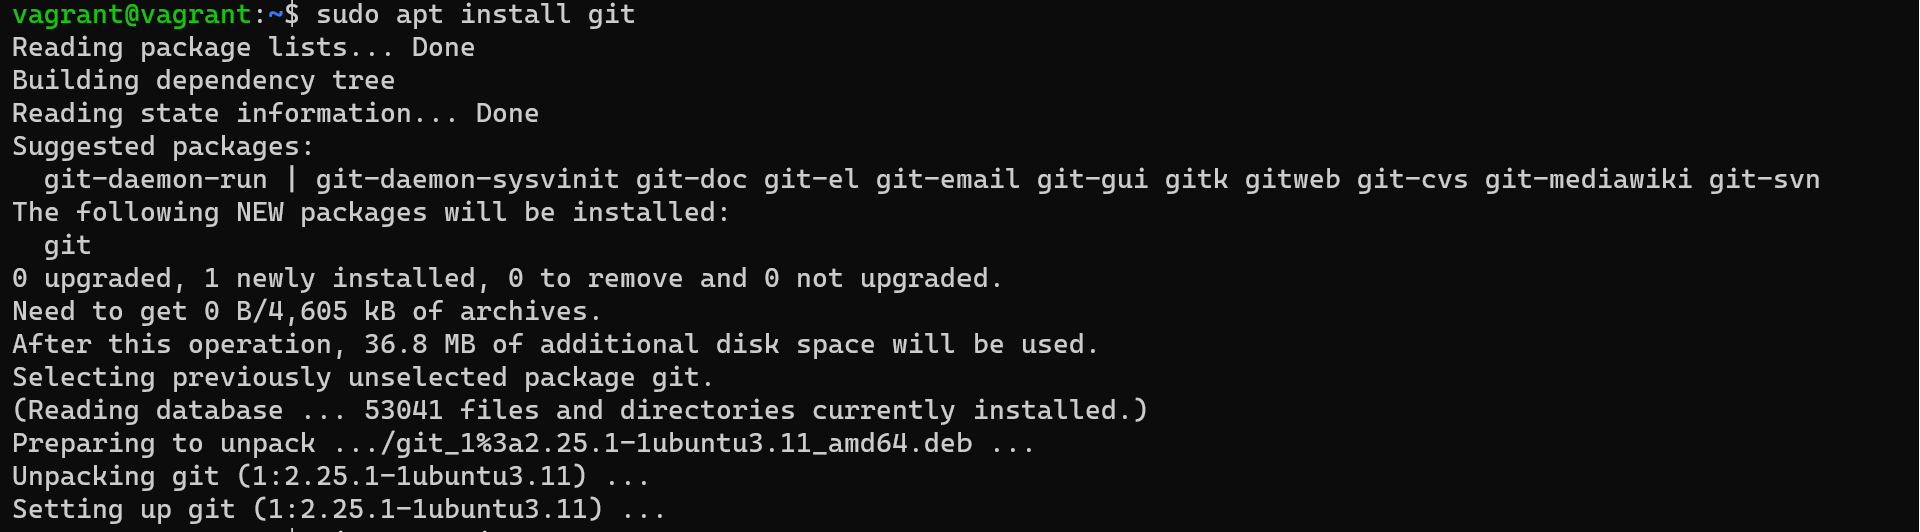 vagrant@vagrant:~$ sudo apt install git
Reading package lists... Done
Building dependency tree
Reading state information... Done
Suggested packages:
  git-daemon-run | git-daemon-sysvinit git-doc git-el git-email git-gui gitk gitweb git-cvs git-mediawiki git-svn
The following NEW packages will be installed:
  git
0 upgraded, 1 newly installed, 0 to remove and 0 not upgraded.
Need to get 0 B/4,605 kB of archives.
After this operation, 36.8 MB of additional disk space will be used.
Selecting previously unselected package git.
(Reading database ... 53041 files and directories currently installed.)
Preparing to unpack .../git_1%3a2.25.1-1ubuntu3.11_amd64.deb ...
Unpacking git (1:2.25.1-1ubuntu3.11) ...
Setting up git (1:2.25.1-1ubuntu3.11) ...